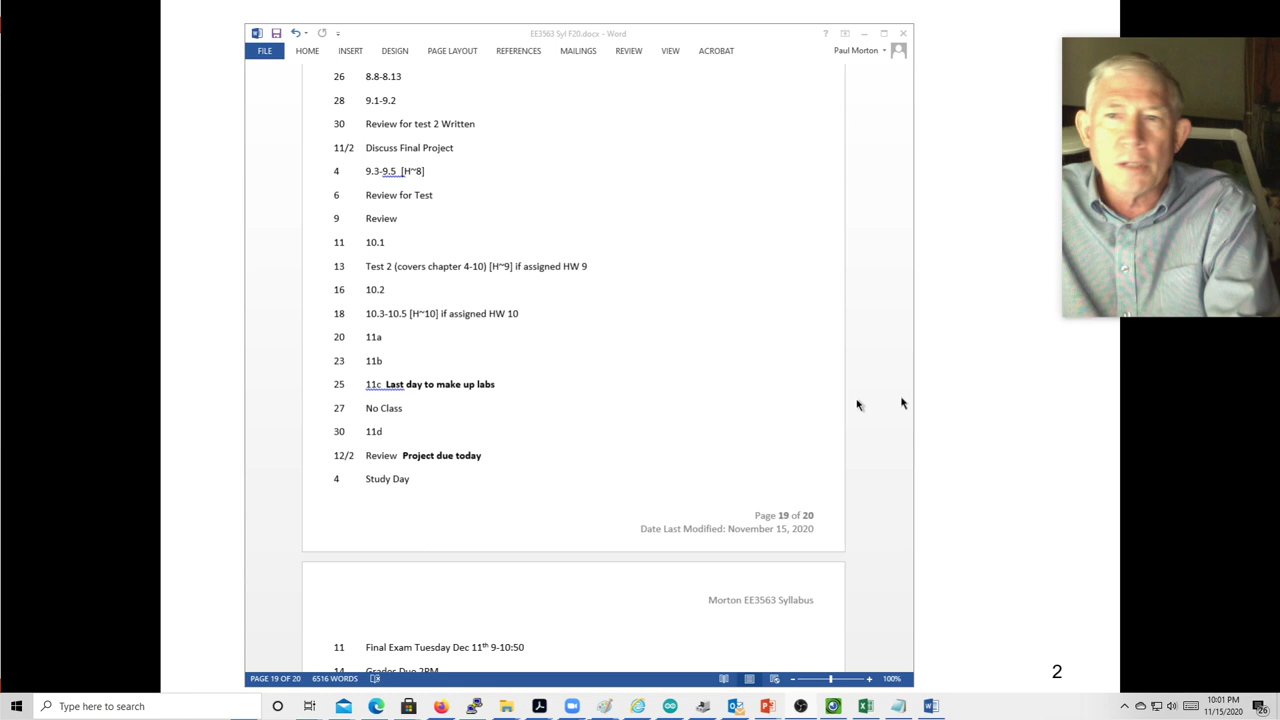 EE3563 Syl F20.docx - Word
FILE HOME INSERT DESIGN PAGE LAYOUT REFERENCES MAILINGS REVIEW VIEW ACROBAT Paul Morton
26 8.8-8.13
28 9.1-9.2
30 Review for test 2 Written
11/2 Discuss Final Project
4 9.3-9.5 [H~8]
6 Review for Test
9 Review
11 10.1
13 Test 2 (covers chapter 4-10) [H~9] if assigned HW 9
16 10.2
18 10.3-10.5 [H~10] if assigned HW 10
20 11a
23 11b
25 11c Last day to make up labs
27 No Class
30 11d
12/2 Review Project due today
4 Study Day
Page 19 of 20
Date Last Modified: November 15, 2020
Morton EE3563 Syllabus
11 Final Exam Tuesday Dec 11th 9-10:50
14 Grades Due 2PM
PAGE 19 OF 20 6516 WORDS 100%
2
Type here to search
10:01 PM
11/15/2020
26